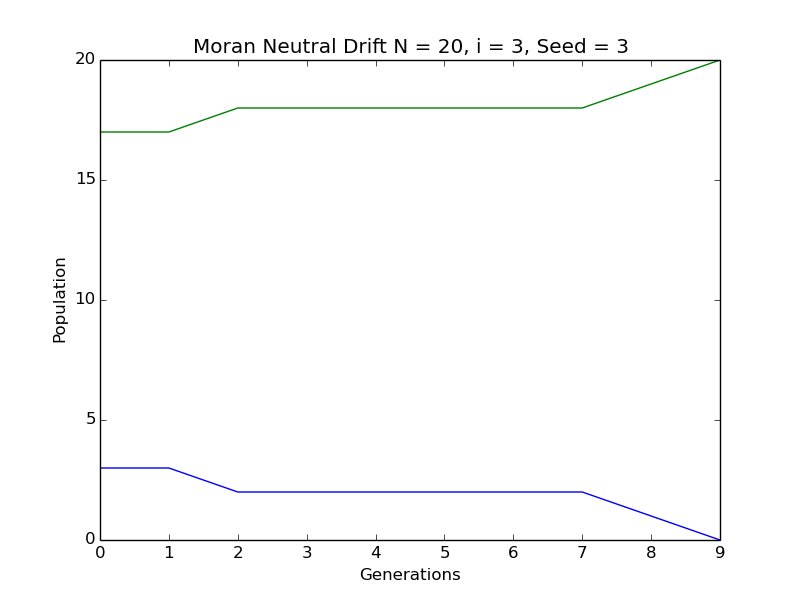 Moran Neutral Drift N = 20, i = 3, Seed = 3
20
15
10
5
0
Population
0 1 2 3 4 5 6 7 8 9
Generations